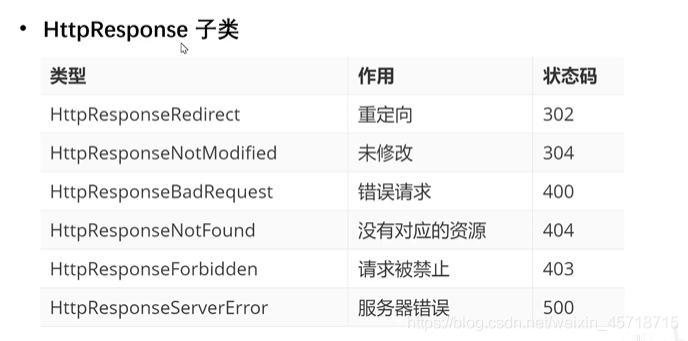 • HttpResponse 子类
类型 作用 状态码
HttpResponseRedirect 重定向 302
HttpResponseNotModified 未修改 304
HttpResponseBadRequest 错误请求 400
HttpResponseNotFound 没有对应的资源 404
HttpResponseForbidden 请求被禁止 403
HttpResponseServerError 服务器错误 500
https://blog.csdn.net/weixin_45718715